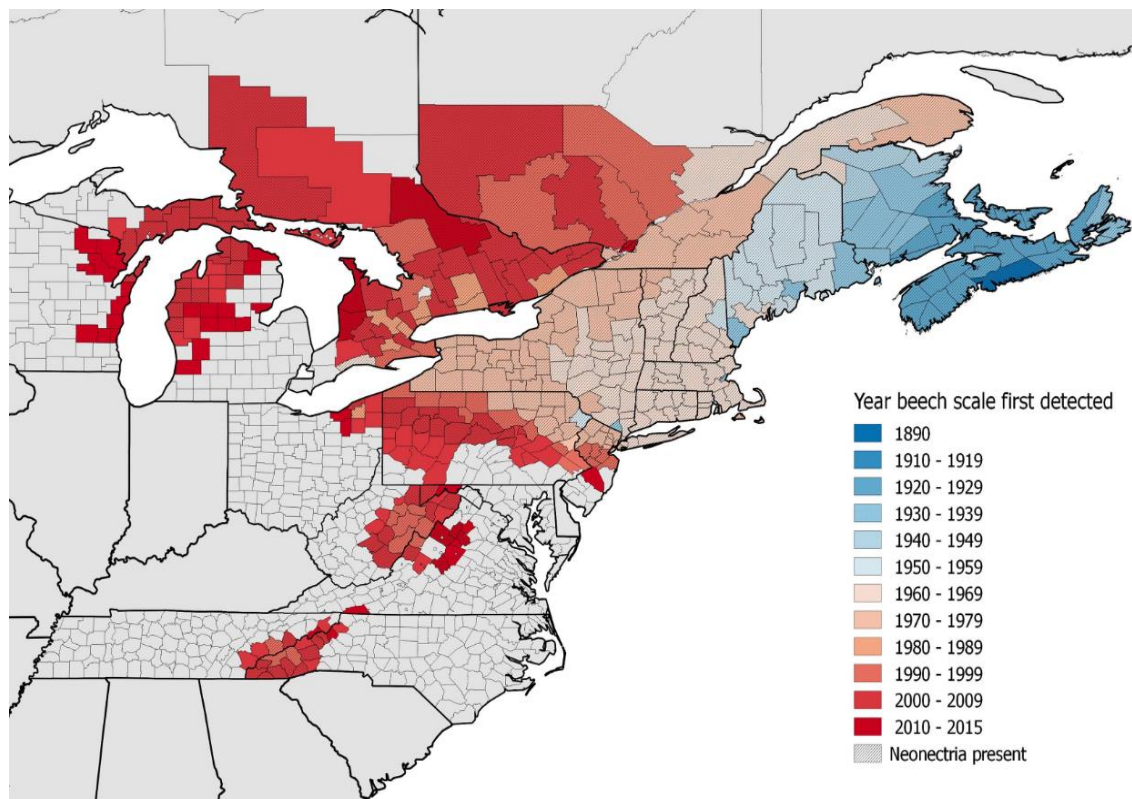 Year beech scale first detected
1890
1910 - 1919
1920 - 1929
1930 - 1939
1940 - 1949
1950 - 1959
1960 - 1969
1970 - 1979
1980 - 1989
1990 - 1999
2000 - 2009
2010 - 2015
Neonectria present